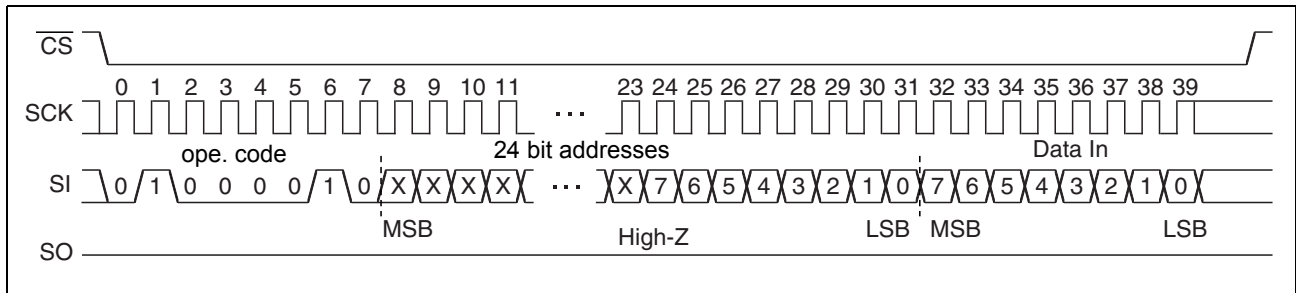 CS
0 1 2 3 4 5 6 7 8 9 10 11 23 24 25 26 27 28 29 30 31 32 33 34 35 36 37 38 39
SCK ···
ope. code 24 bit addresses Data In
SI 0 1 0 0 0 0 1 0 X X X X ··· X 7 6 5 4 3 2 1 0 7 6 5 4 3 2 1 0
MSB High-Z LSB MSB LSB
SO